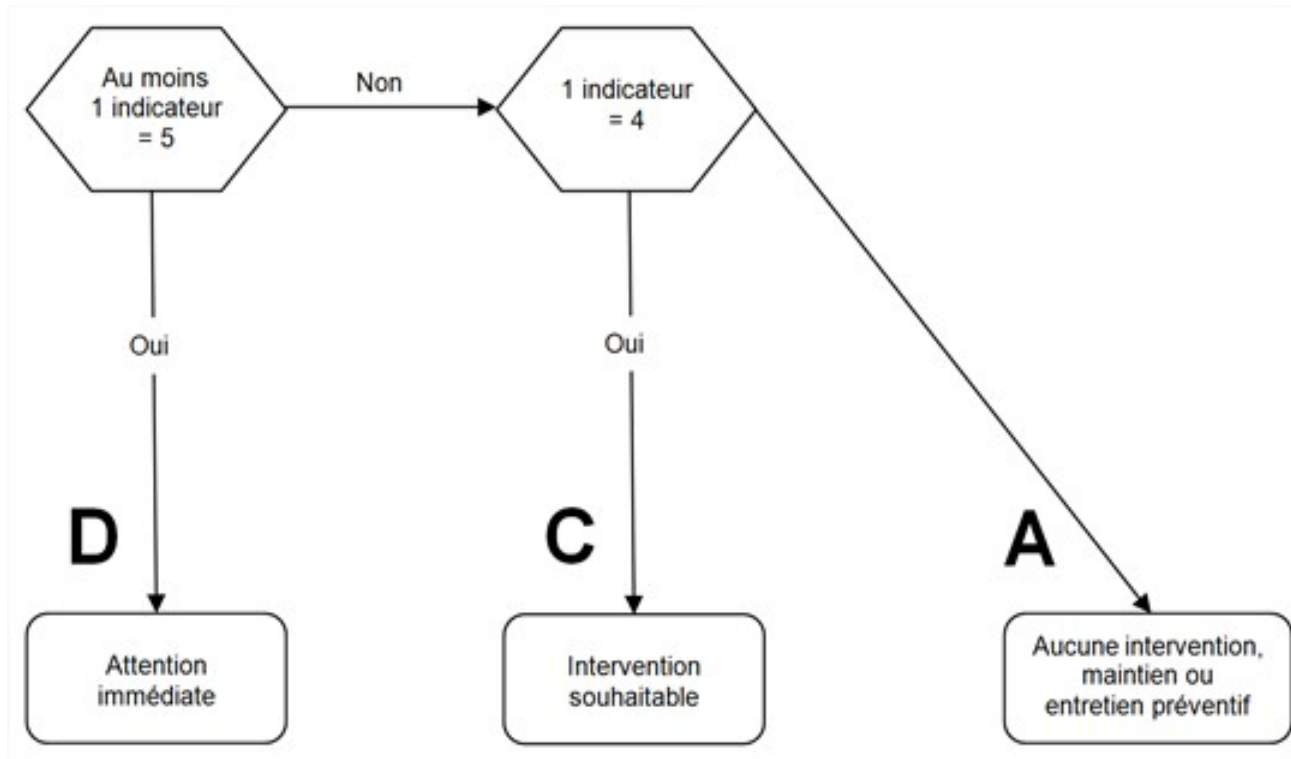 Au moins
1 indicateur
= 5
Non
1 indicateur
= 4
Oui
Oui
D
C
A
Attention
immédiate
Intervention
souhaitable
Aucune intervention,
maintien ou
entretien préventif